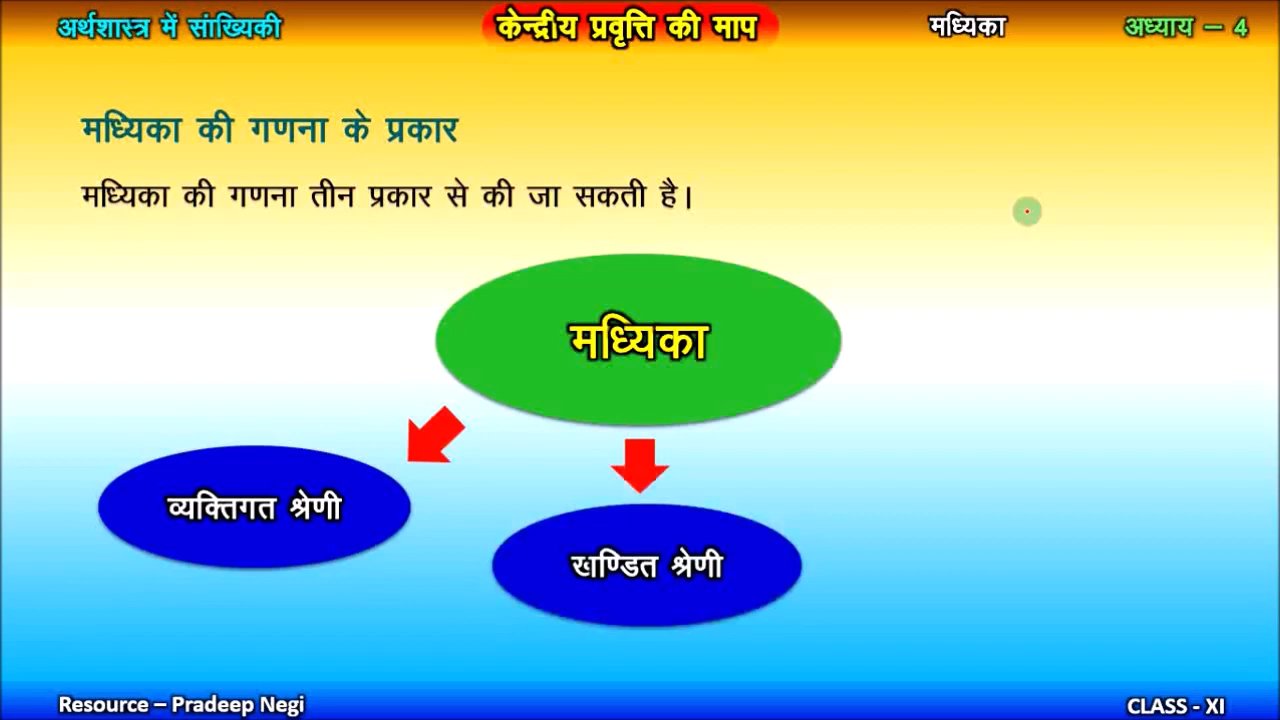 अर्थशास्त्र में सांख्यिकी
केन्द्रीय प्रवृत्ति की माप
मध्यिका
अध्याय – 4
मध्यिका की गणना के प्रकार
मध्यिका की गणना तीन प्रकार से की जा सकती है।
मध्यिका
व्यक्तिगत श्रेणी
खण्डित श्रेणी
Resource – Pradeep Negi
CLASS - XI